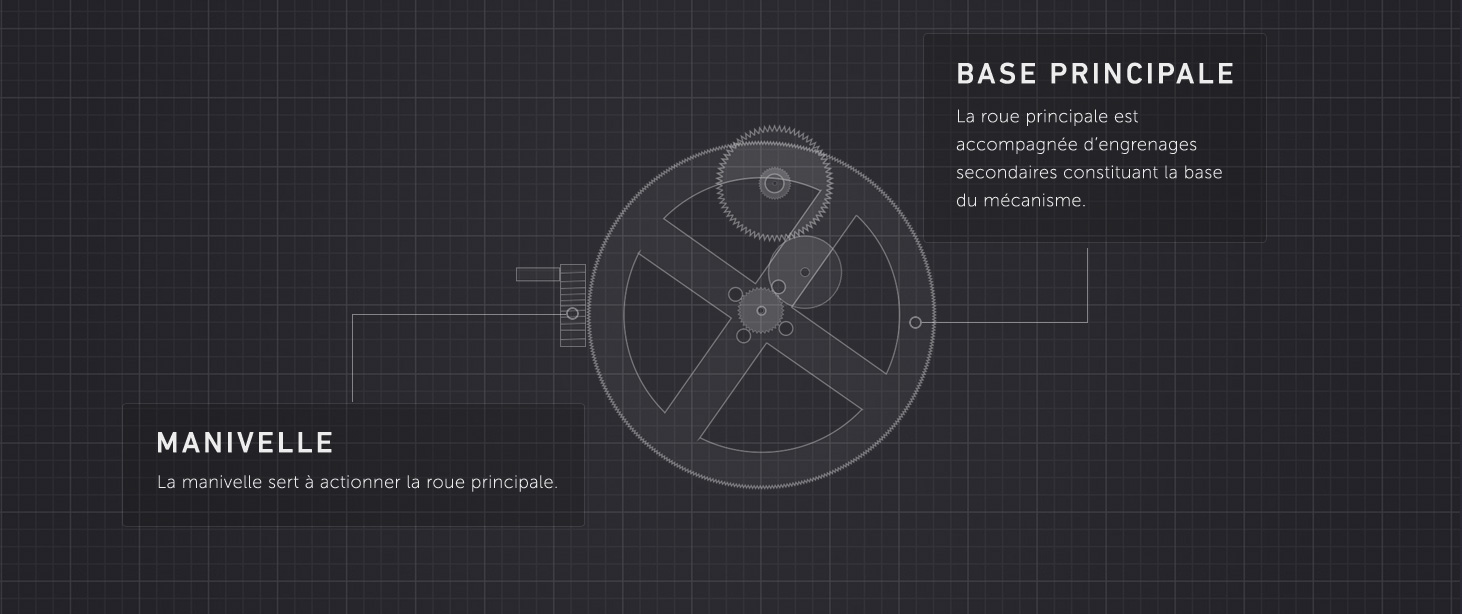 BASE PRINCIPALE
La roue principale est
accompagnée d’engrenages
secondaires constituant la base
du mécanisme.
MANIVELLE
La manivelle sert à actionner la roue principale.